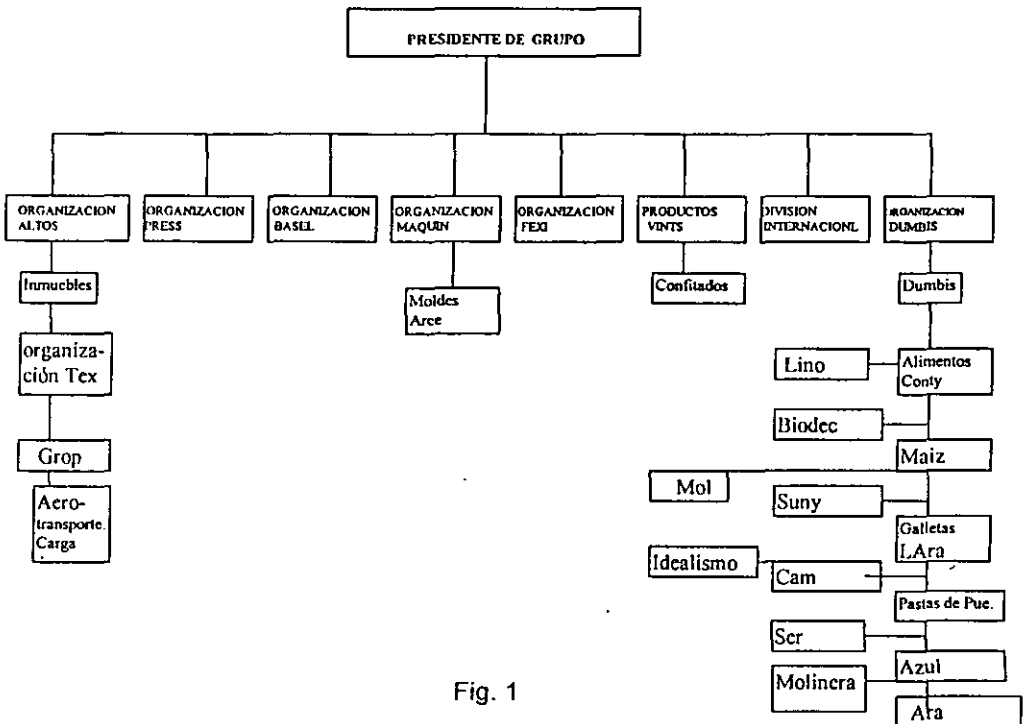 PRESIDENTE DE GRUPO
ORGANIZACION
ALTOS
ORGANIZACION
PRESS
ORGANIZACION
BASEL
ORGANIZACION
MAQUIN
ORGANIZACION
FEXI
PRODUCTOS
VINTS
DIVISION
INTERNACIONL
ORGANIZACION
DUMBIS
Inmuebles
organiza-
ción Tex
Grop
Aero-
transporte.
Carga
Moldes
Arce
Confitados
Dumbis
Lino
Alimentos
Conty
Biodec
Maiz
Mol
Suny
Galletas
LAra
Idealismo
Cam
Pastas de Pue.
Ser
Azul
Molinera
Ara
Fig. 1